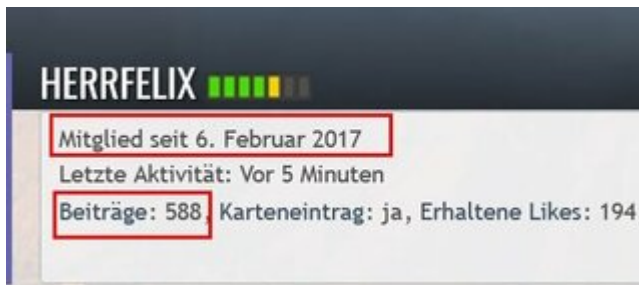 HERRFELIX
Mitglied seit 6. Februar 2017
Letzte Aktivität: Vor 5 Minuten
Beiträge: 588, Karteneintrag: ja, Erhaltene Likes: 194